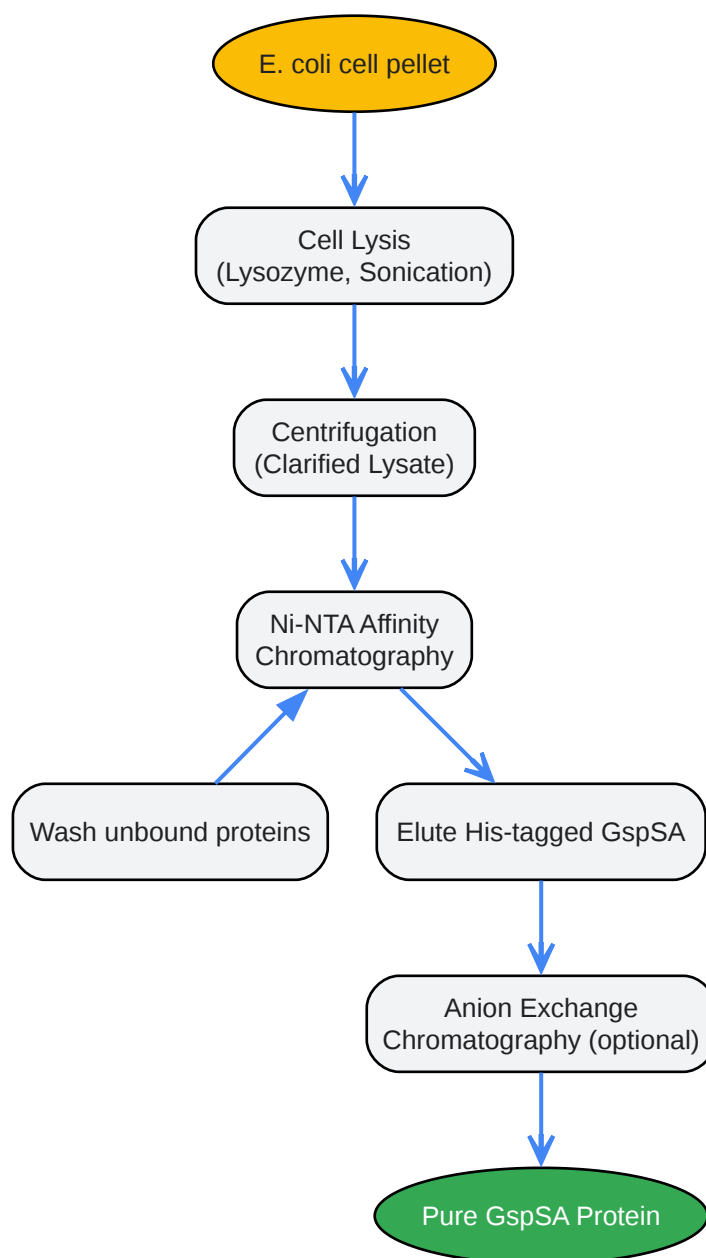 E. coli cell pellet
Cell Lysis
(Lysozyme, Sonication)
Centrifugation
(Clarified Lysate)
Ni-NTA Affinity
Chromatography
Wash unbound proteins
Elute His-tagged GspSA
Anion Exchange
Chromatography (optional)
Pure GspSA Protein